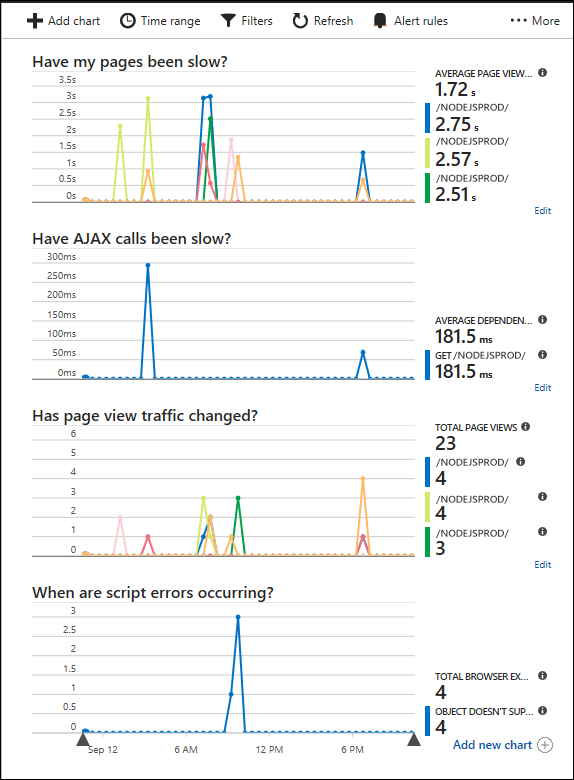 Add chart Time range Filters Refresh Alert rules More
Have my pages been slow?
3.5s
3s
2.5s
2s
1.5s
1s
0.5s
0s
AVERAGE PAGE VIEW...
1.72 s
/NODEJSPROD/
2.75 s
/NODEJSPROD/
2.57 s
/NODEJSPROD/
2.51 s
Edit
Have AJAX calls been slow?
300ms
250ms
200ms
150ms
100ms
50ms
0ms
AVERAGE DEPENDEN...
181.5 ms
GET /NODEJSPROD/
181.5 ms
Edit
Has page view traffic changed?
6
5
4
3
2
1
0
TOTAL PAGE VIEWS
23
/NODEJSPROD/
4
/NODEJSPROD/
4
/NODEJSPROD/
3
Edit
When are script errors occurring?
3
2.5
2
1.5
1
0.5
0
Sep 12 6 AM 12 PM 6 PM
TOTAL BROWSER EX...
4
OBJECT DOESN'T SUP...
4
Add new chart